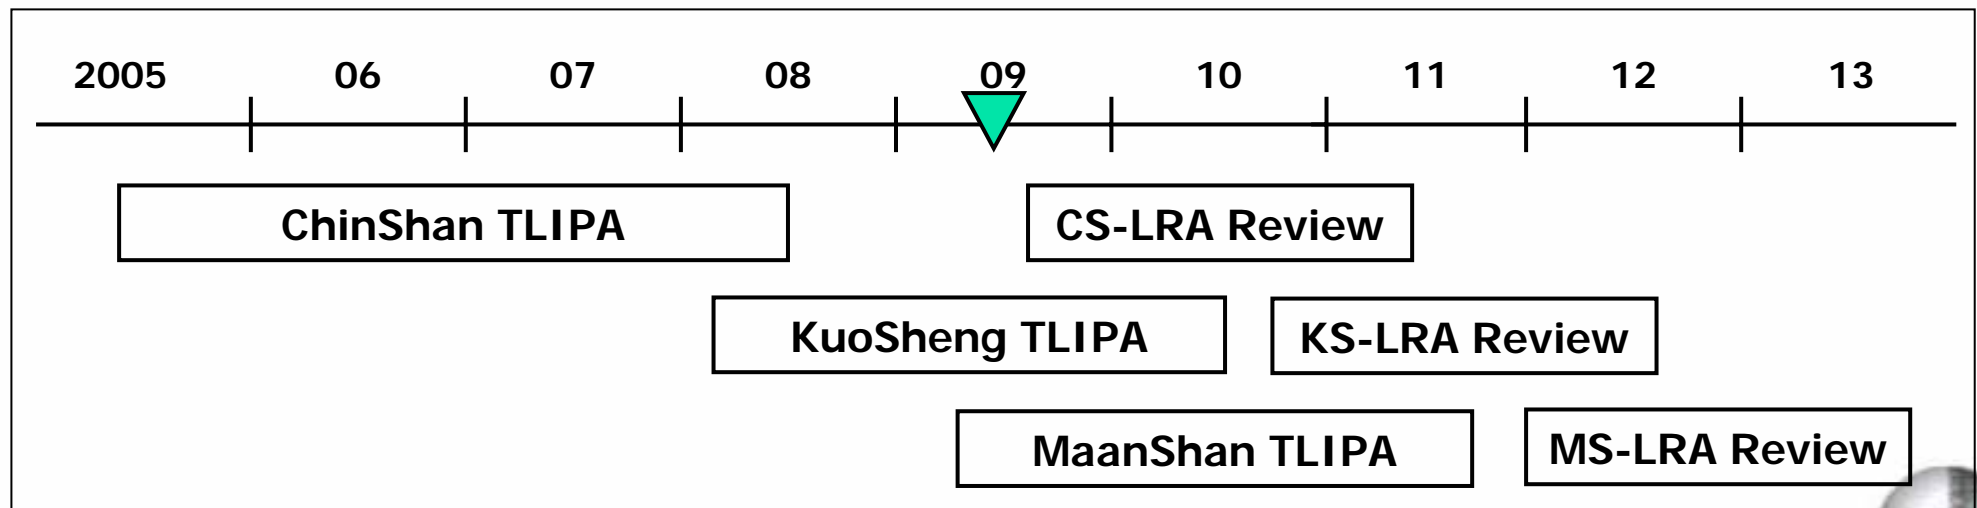 2005 06 07 08 09 10 11 12 13
ChinShan TLIPA CS-LRA Review
KuoSheng TLIPA KS-LRA Review
MaanShan TLIPA MS-LRA Review